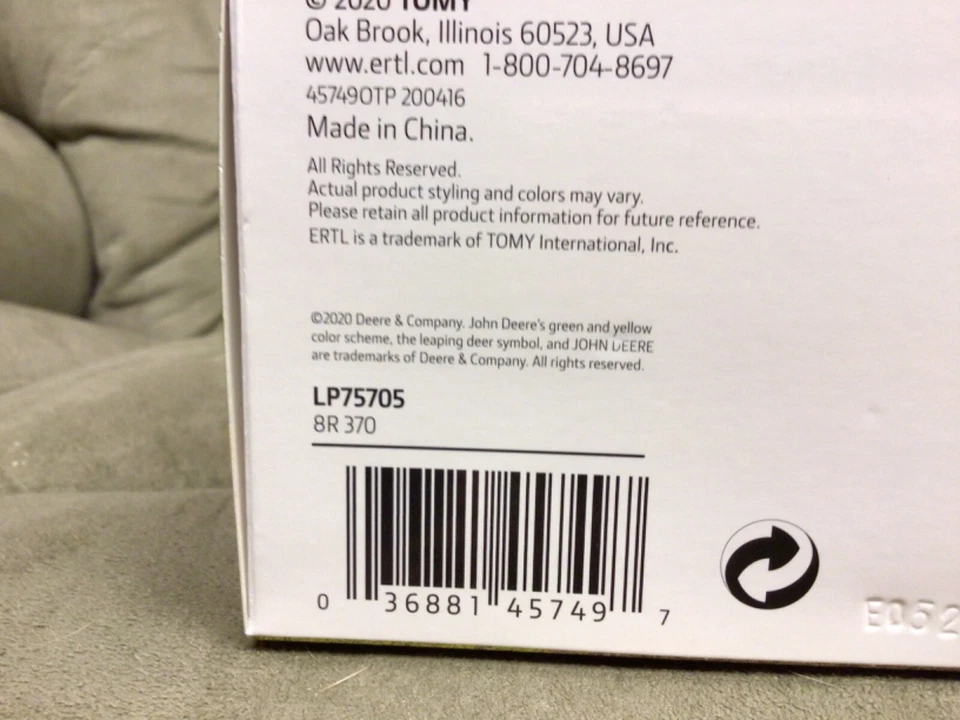 © 2020 TOMY
Oak Brook, Illinois 60523, USA
www.ertl.com 1-800-704-8697
45749OTP 200416
Made in China.
All Rights Reserved.
Actual product styling and colors may vary.
Please retain all product information for future reference.
ERTL is a trademark of TOMY International, Inc.
©2020 Deere & Company. John Deere's green and yellow
color scheme, the leaping deer symbol, and JOHN DEERE
are trademarks of Deere & Company. All rights reserved.
LP75705
8R 370
0 36881 45749 7
E052